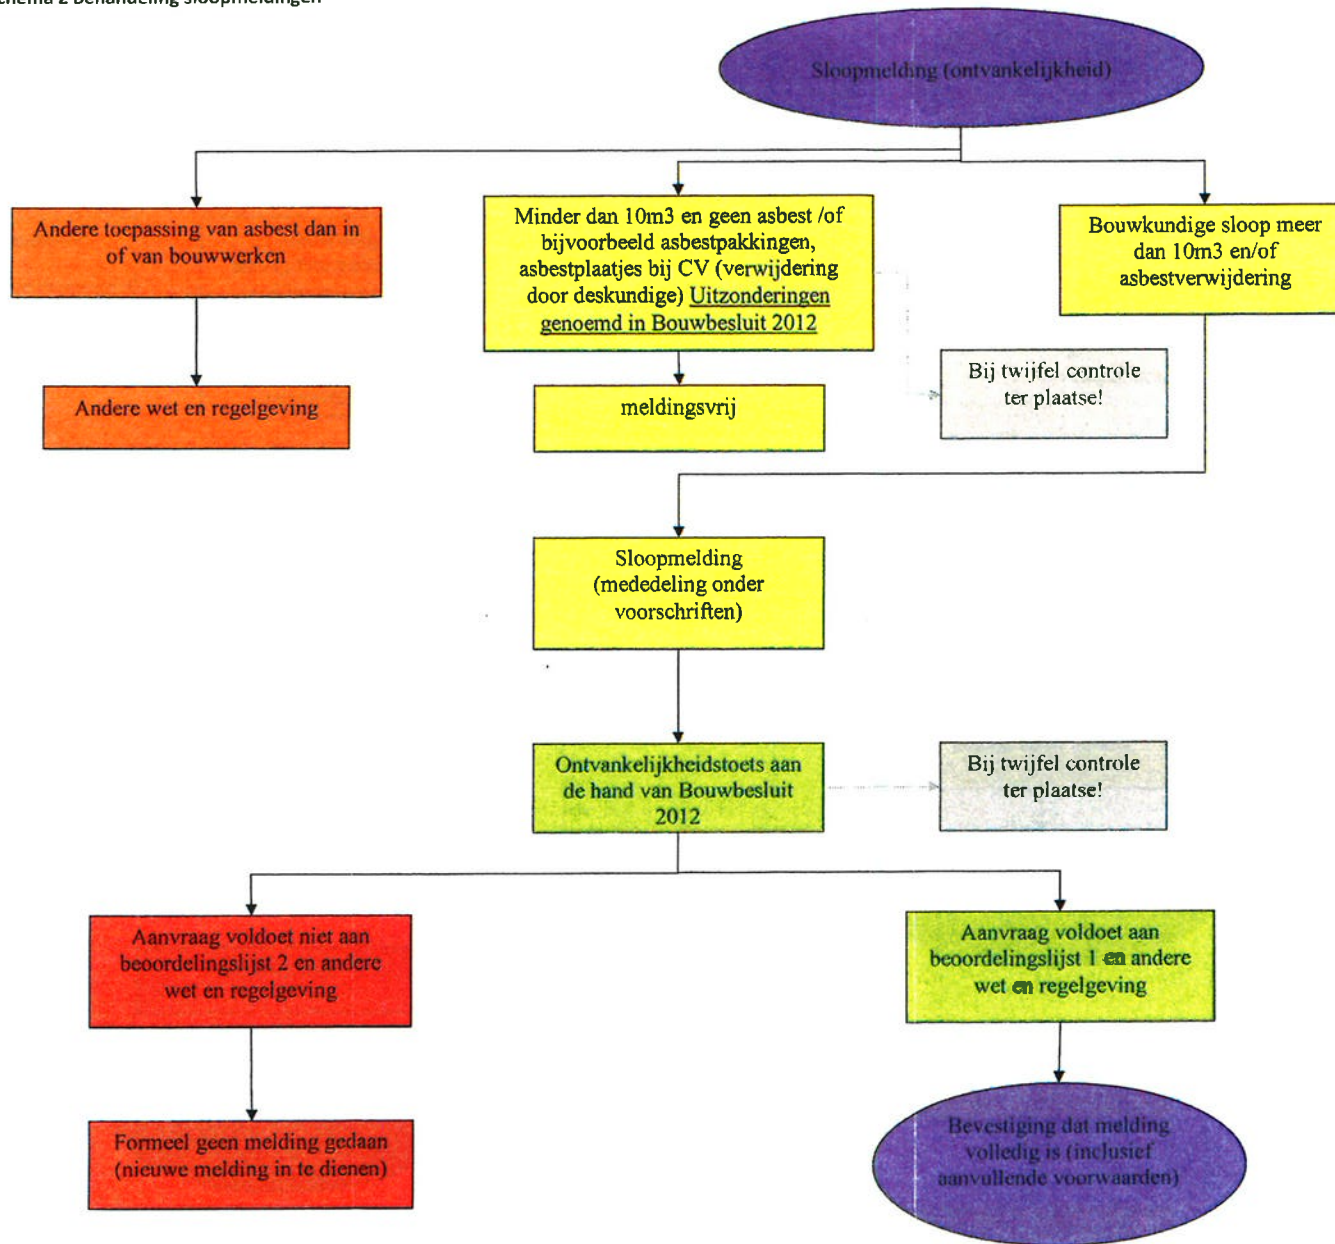 chema 2 Behandeling sloopmeldingen
Sloopmelding (ontvankelijkheid)
Andere toepassing van asbest dan in
of van bouwwerken
Minder dan 10m3 en geen asbest /of
bijvoorbeeld asbestpakkingen,
asbestplaatjes bij CV (verwijdering
door deskundige) Uitzonderingen
genoemd in Bouwbesluit 2012
Bouwkundige sloop meer
dan 10m3 en/of
asbestverwijdering
Andere wet en regelgeving
meldingsvrij
Bij twijfel controle
ter plaatse!
Sloopmelding
(mededeling onder
voorschriften)
Ontvankelijkheidstoets aan
de hand van Bouwbesluit
2012
Bij twijfel controle
ter plaatse!
Aanvraag voldoet niet aan
beoordelingslijst 2 en andere
wet en regelgeving
Aanvraag voldoet aan
beoordelingslijst 1 en andere
wet en regelgeving
Formeel geen melding gedaan
(nieuwe melding in te dienen)
Bevestiging dat melding
volledig is (inclusief
aanvullende voorwaarden)